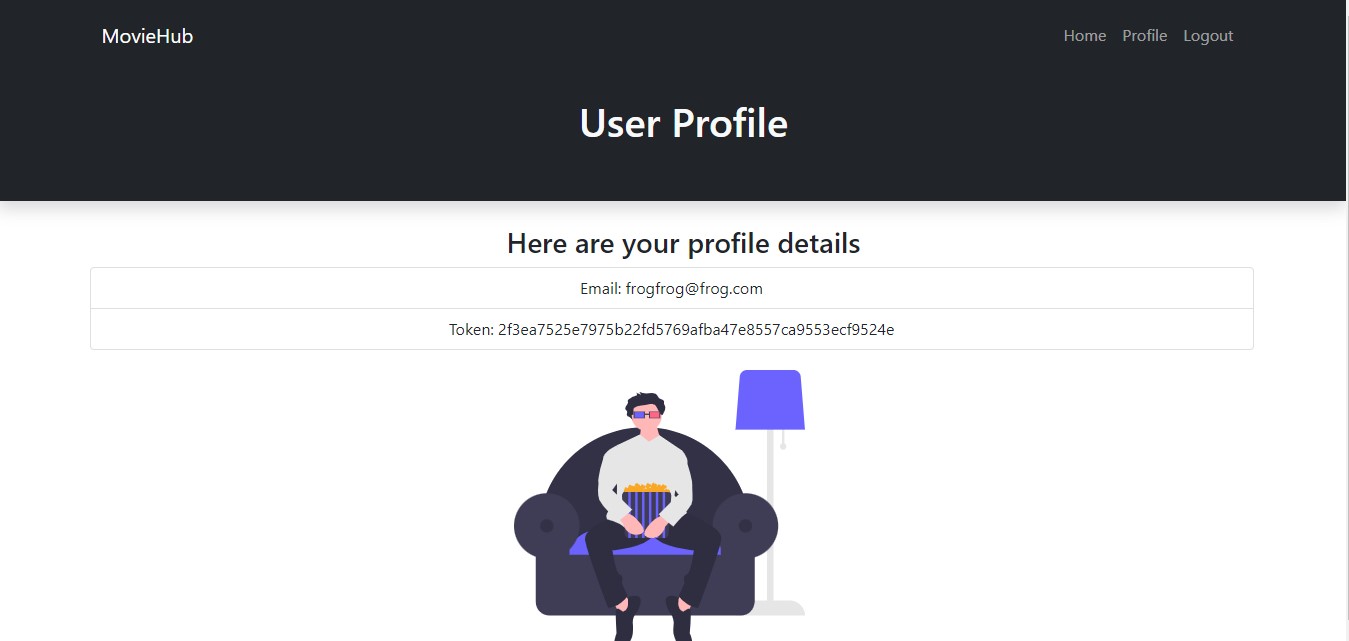 MovieHub
Home Profile Logout
User Profile
Here are your profile details
Email: frogfrog@frog.com
Token: 2f3ea7525e7975b22fd5769afba47e8557ca9553ecf9524e